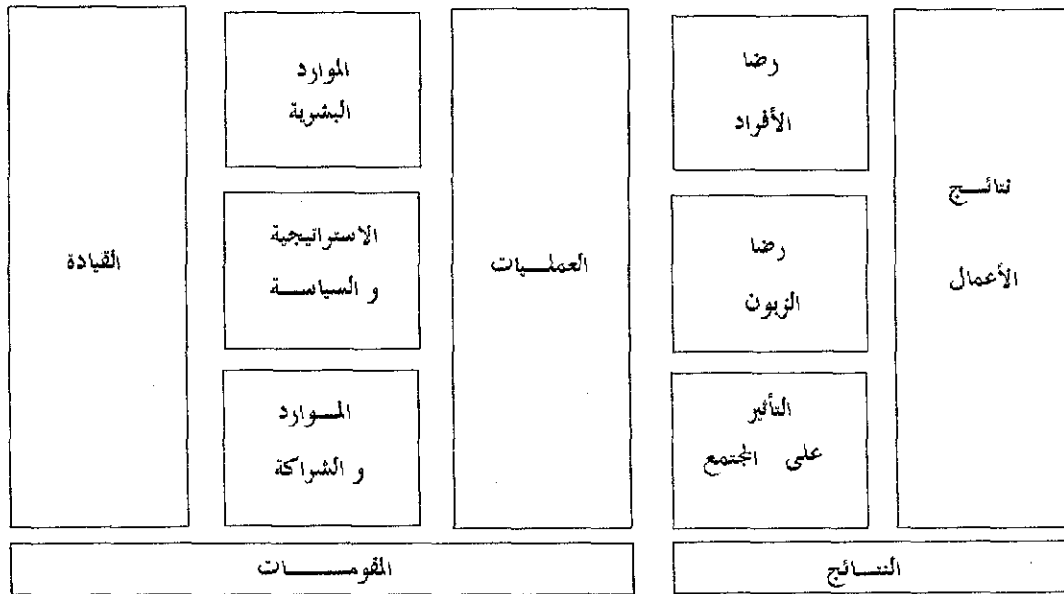 القيادة
الموارد
البشرية
الاستراتيجية
و السياسة
الموارد
و الشراكة
العمليات
رضا
الأفراد
رضا
الزبون
التأثير
على المجتمع
نتائج
الأعمال
المقومات
النتائج